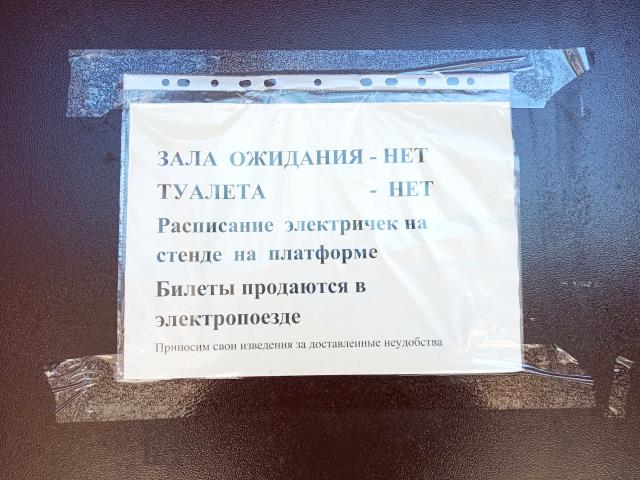 ЗАЛА ОЖИДАНИЯ - НЕТ
ТУАЛЕТА - НЕТ
Расписание электричек на
стенде на платформе
Билеты продаются в
электропоезде
Приносим свои изведения за доставленные неудобства